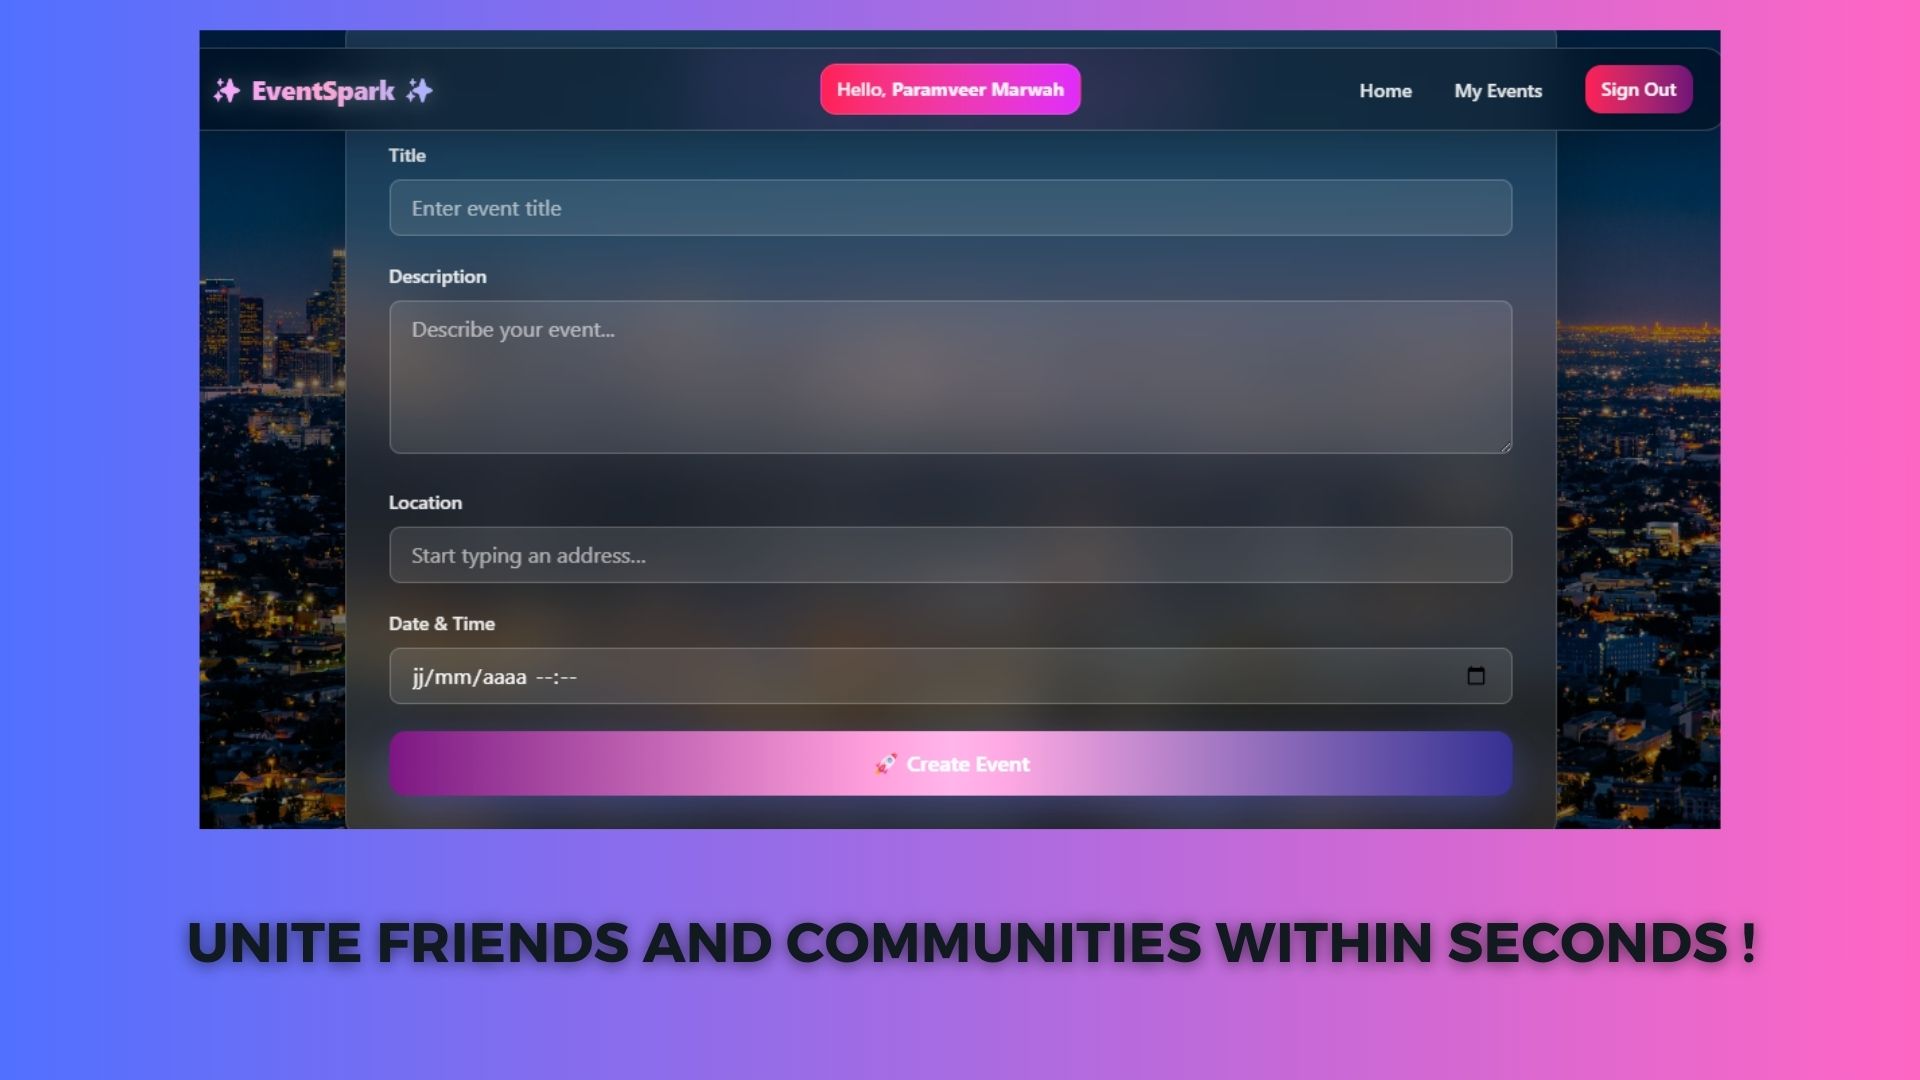 ✨ EventSpark ✨
Hello, Paramveer Marwah
Home
My Events
Sign Out
Title
Enter event title
Description
Describe your event...
Location
Start typing an address...
Date & Time
jj/mm/aaaa --:--
🚀 Create Event
UNITE FRIENDS AND COMMUNITIES WITHIN SECONDS !